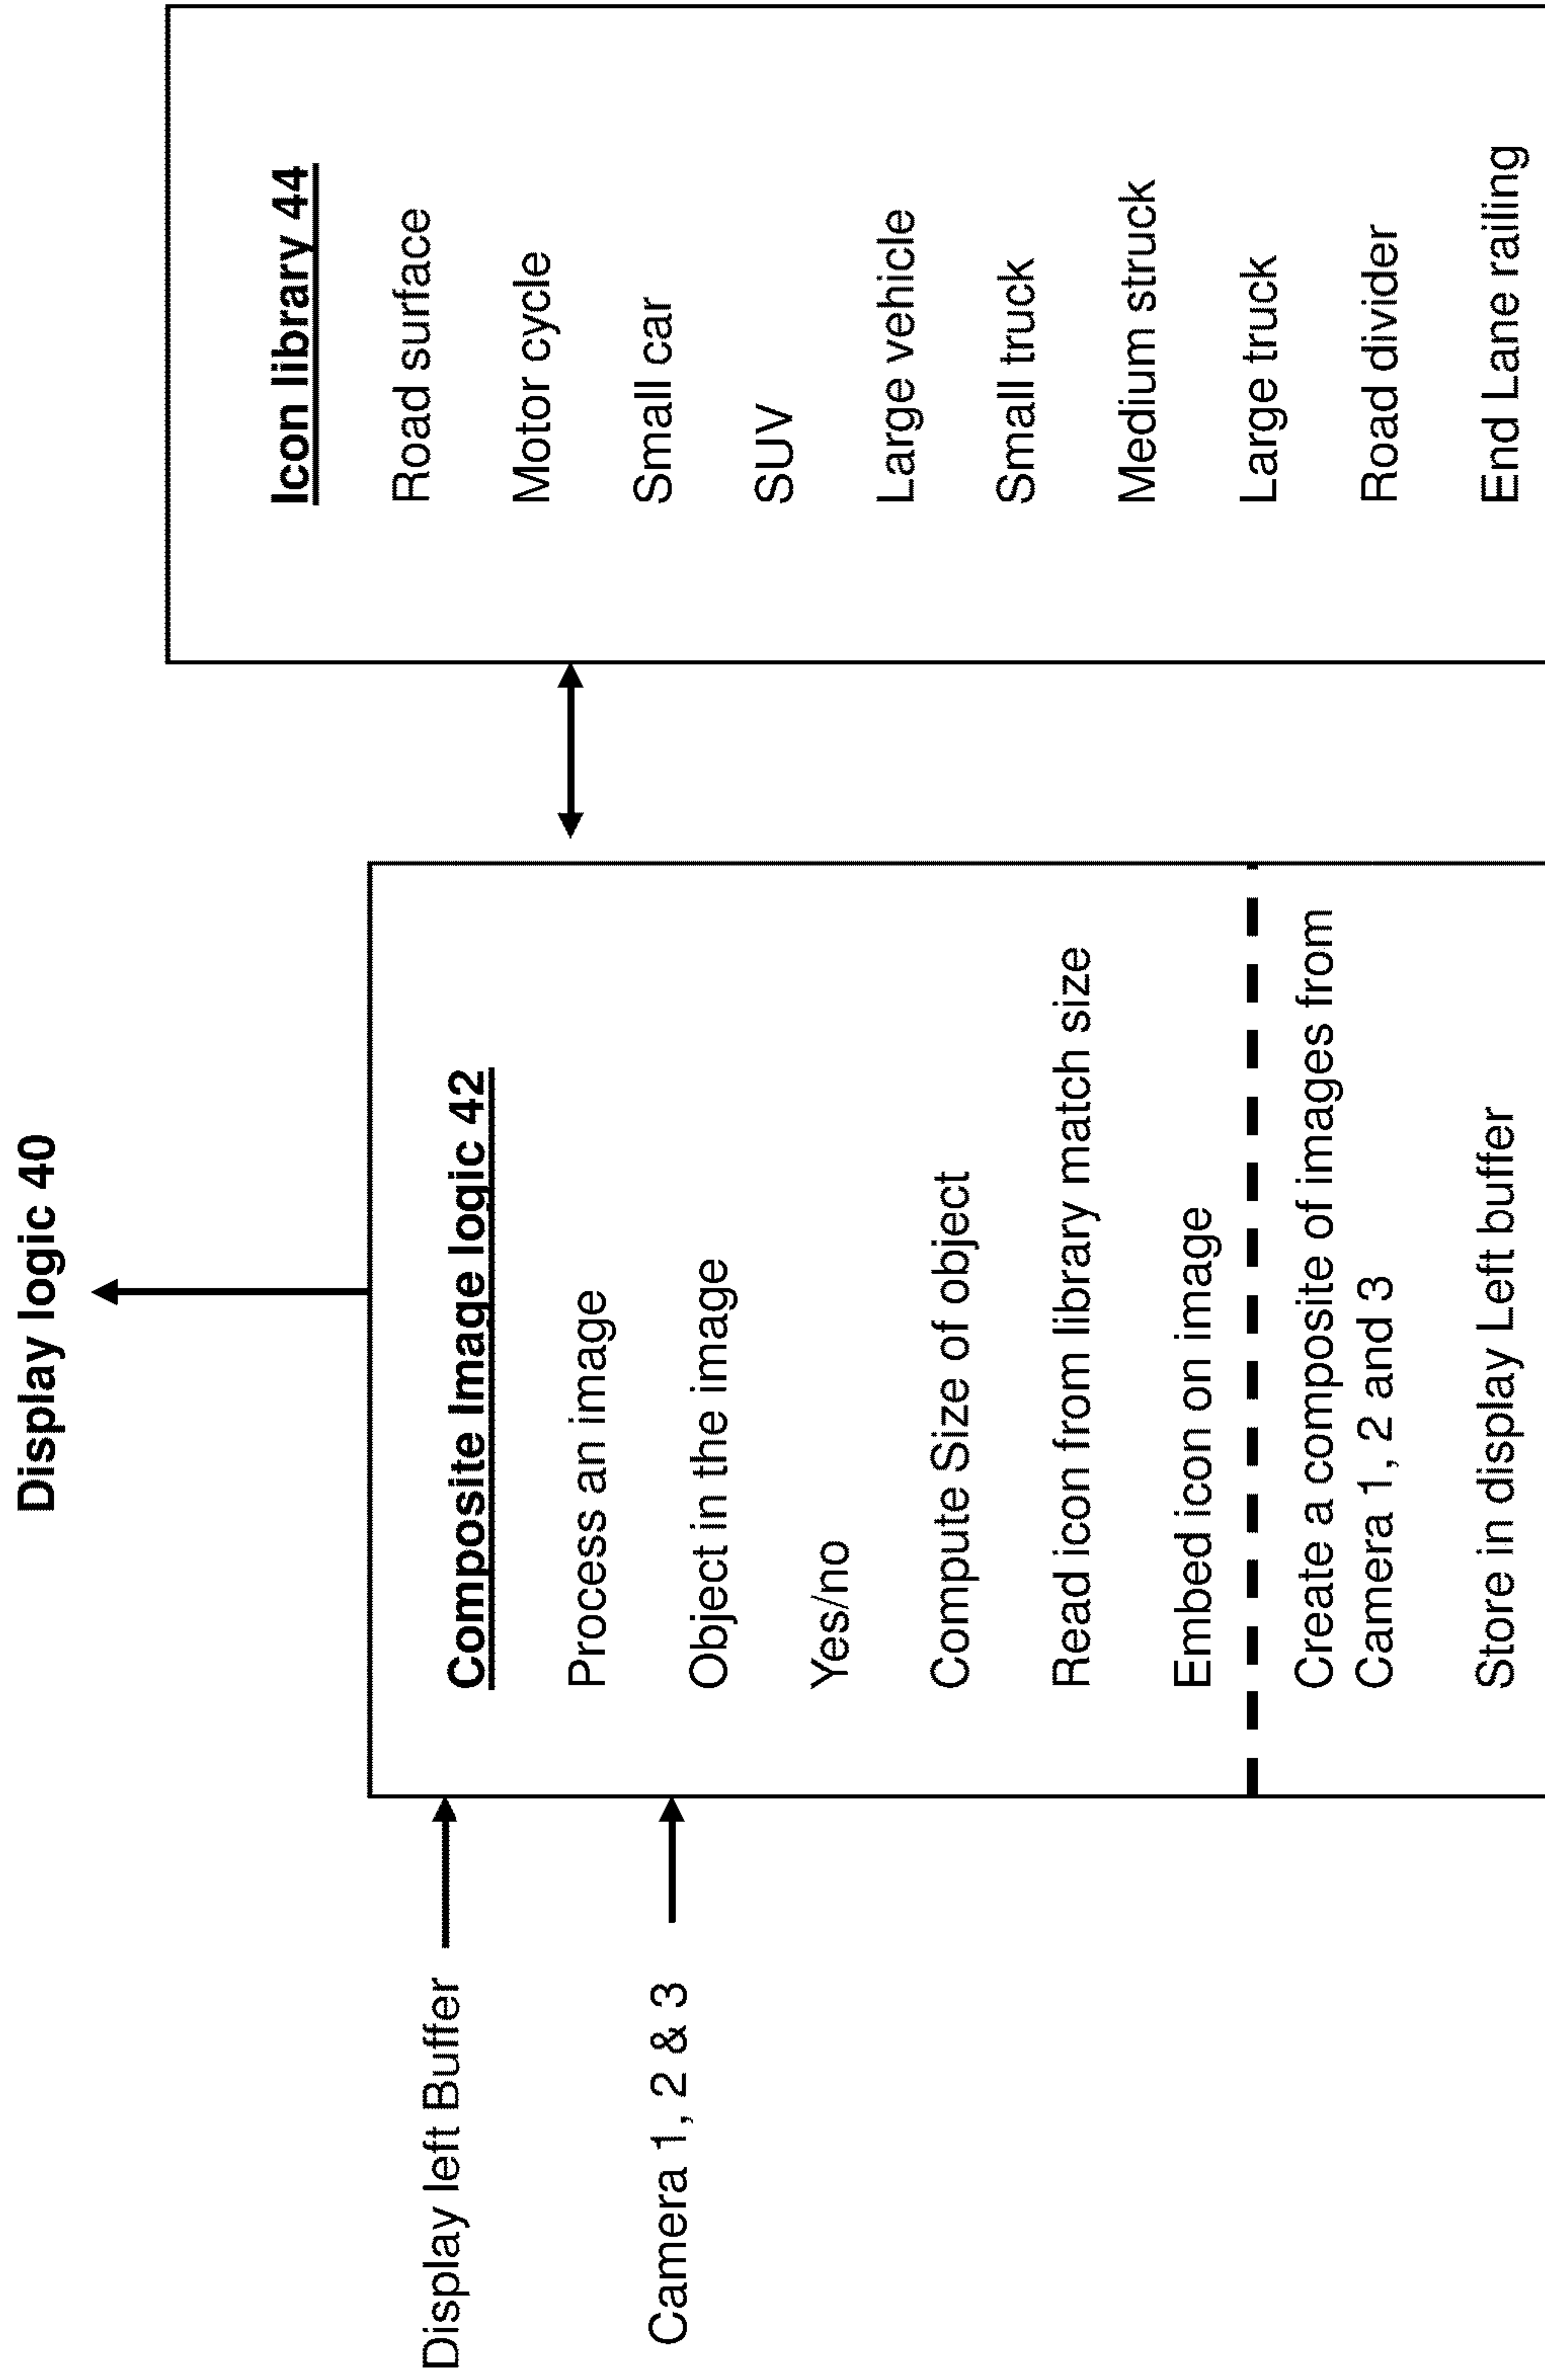 Display logic 40
Display left Buffer
Camera 1, 2 & 3
Composite Image logic 42
Process an image
Object in the image
Yes/no
Compute Size of object
Read icon from library match size
Embed icon on image
Create a composite of images from
Camera 1, 2 and 3
Store in display Left buffer
Icon library 44
Road surface
Motor cycle
Small car
SUV
Large vehicle
Small truck
Medium struck
Large truck
Road divider
End Lane railing